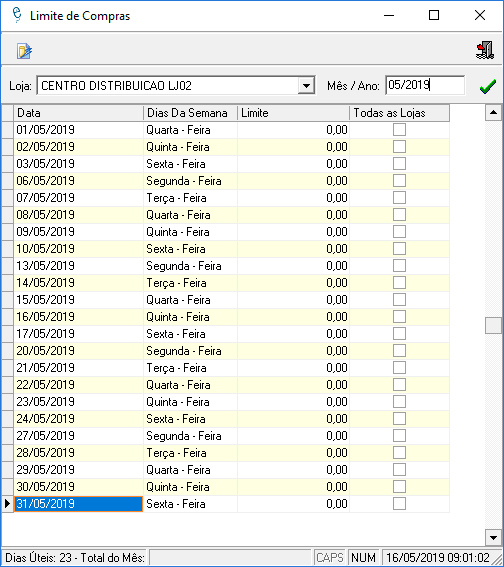 Limite de Compras
Loja: CENTRO DISTRIBUICAO LJ02 Mês / Ano: 05/2019
Data Dias Da Semana Limite Todas as Lojas
01/05/2019 Quarta - Feira 0,00
02/05/2019 Quinta - Feira 0,00
03/05/2019 Sexta - Feira 0,00
06/05/2019 Segunda - Feira 0,00
07/05/2019 Terça - Feira 0,00
08/05/2019 Quarta - Feira 0,00
09/05/2019 Quinta - Feira 0,00
10/05/2019 Sexta - Feira 0,00
13/05/2019 Segunda - Feira 0,00
14/05/2019 Terça - Feira 0,00
15/05/2019 Quarta - Feira 0,00
16/05/2019 Quinta - Feira 0,00
17/05/2019 Sexta - Feira 0,00
20/05/2019 Segunda - Feira 0,00
21/05/2019 Terça - Feira 0,00
22/05/2019 Quarta - Feira 0,00
23/05/2019 Quinta - Feira 0,00
24/05/2019 Sexta - Feira 0,00
27/05/2019 Segunda - Feira 0,00
28/05/2019 Terça - Feira 0,00
29/05/2019 Quarta - Feira 0,00
30/05/2019 Quinta - Feira 0,00
31/05/2019 Sexta - Feira 0,00
Dias Úteis: 23 - Total do Mês: CAPS NUM 16/05/2019 09:01:02